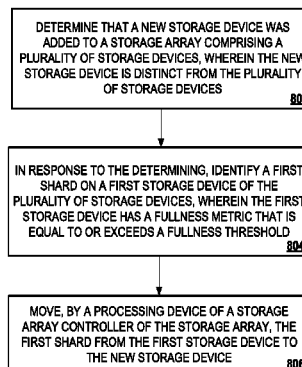 DETERMINE THAT A NEW STORAGE DEVICE WAS
ADDED TO A STORAGE ARRAY COMPRISING A
PLURALITY OF STORAGE DEVICES, WHEREIN THE NEW
STORAGE DEVICE IS DISTINCT FROM THE PLURALITY
OF STORAGE DEVICES
80
IN RESPONSE TO THE DETERMINING, IDENTIFY A FIRST
SHARD ON A FIRST STORAGE DEVICE OF THE
PLURALITY OF STORAGE DEVICES, WHEREIN THE FIRST
STORAGE DEVICE HAS A FULLNESS METRIC THAT IS
EQUAL TO OR EXCEEDS A FULLNESS THRESHOLD
804
MOVE, BY A PROCESSING DEVICE OF A STORAGE
ARRAY CONTROLLER OF THE STORAGE ARRAY, THE
FIRST SHARD FROM THE FIRST STORAGE DEVICE TO
THE NEW STORAGE DEVICE
806